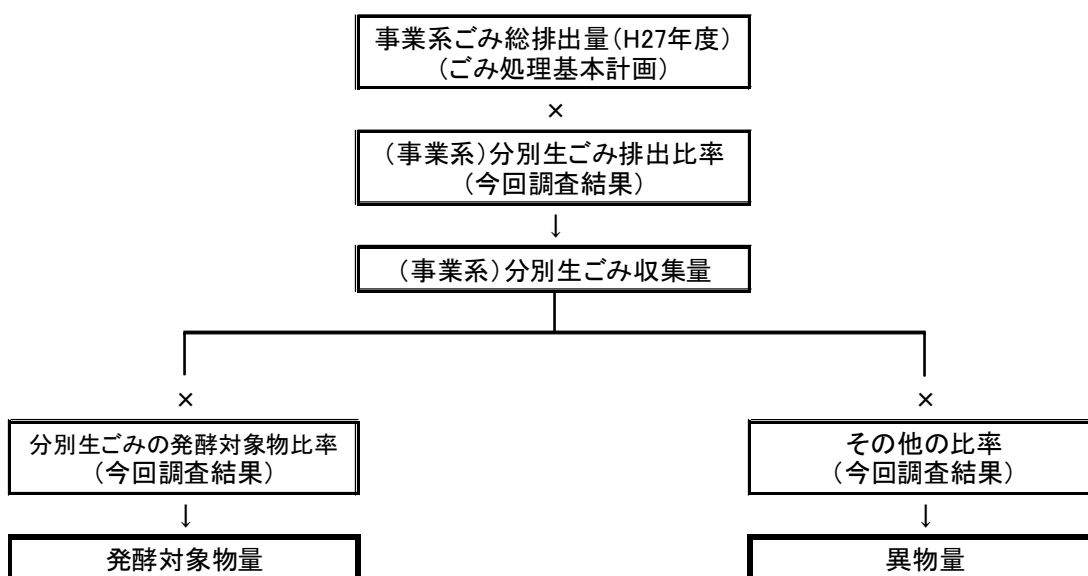 事業系ごみ総排出量（H27年度）
（ごみ処理基本計画）
×
（事業系）分別生ごみ排出比率
（今回調査結果）
↓
（事業系）分別生ごみ収集量
×
×
分別生ごみの発酵対象物比率
（今回調査結果）
その他の比率
（今回調査結果）
↓
↓
発酵対象物量
異物量